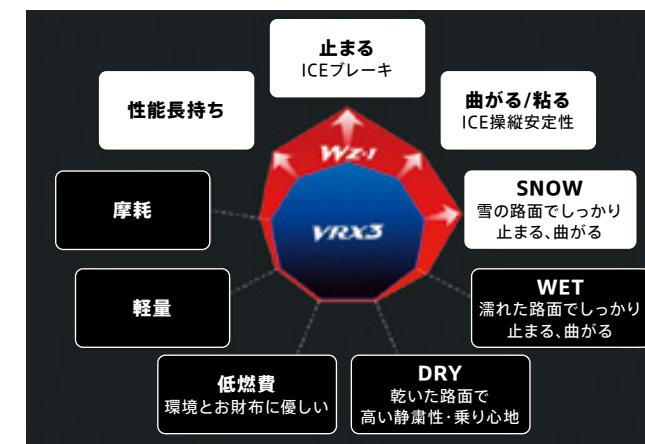 止まる
ICEブレーキ
性能長持ち
曲がる/粘る
ICE操縦安定性
WZ-1
摩耗
SNOW
雪の路面でしっかり
止まる、曲がる
VRX3
軽量
WET
濡れた路面でしっかり
止まる、曲がる
低燃費
環境とお財布に優しい
DRY
乾いた路面で
高い静粛性・乗り心地